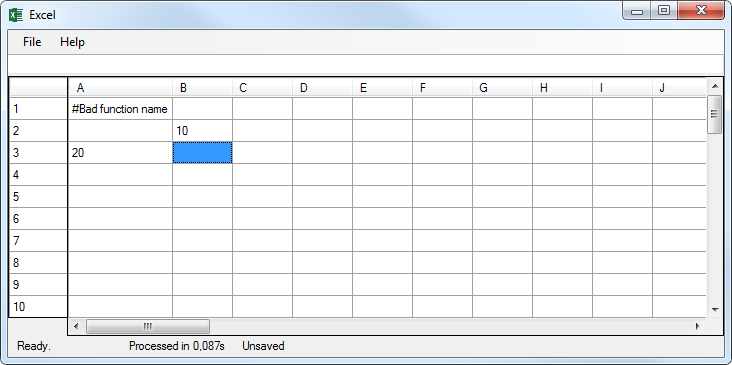 Excel
File Help
A B C D E F G H I J
1 #Bad function name
2 10
3 20
4
5
6
7
8
9
10
Ready. Processed in 0,087s Unsaved